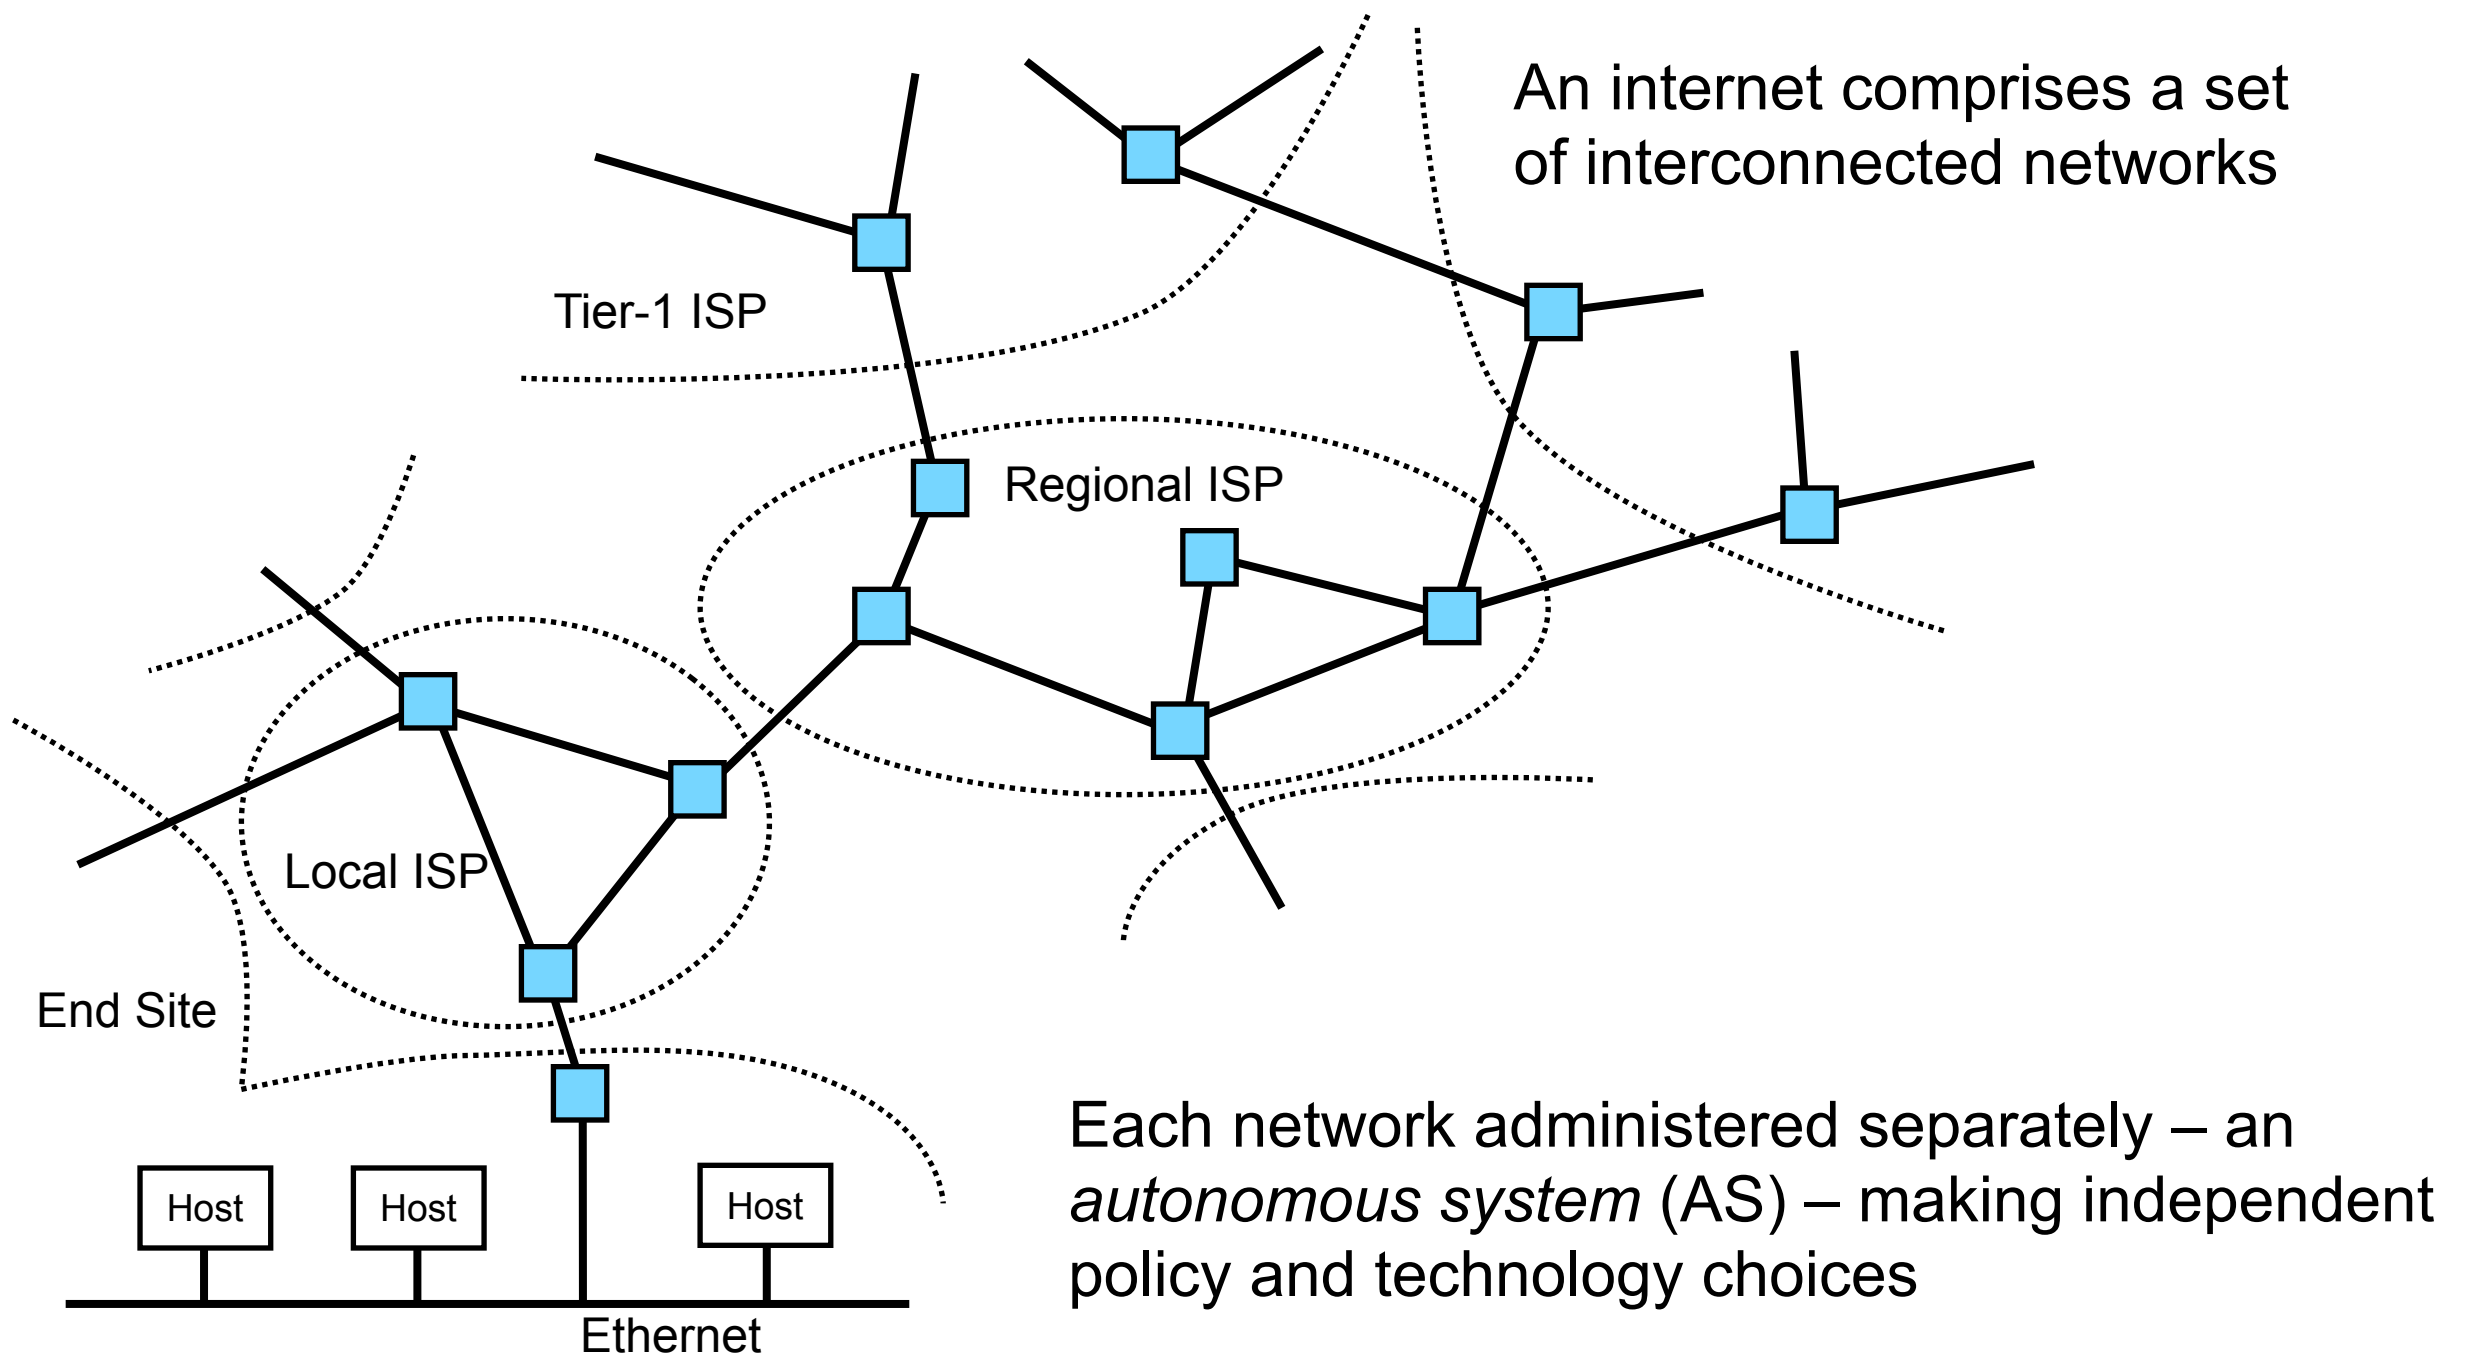 An internet comprises a set
of interconnected networks
Tier-1 ISP
Regional ISP
Local ISP
End Site
Host
Host
Host
Ethernet
Each network administered separately – an
autonomous system (AS) – making independent
policy and technology choices